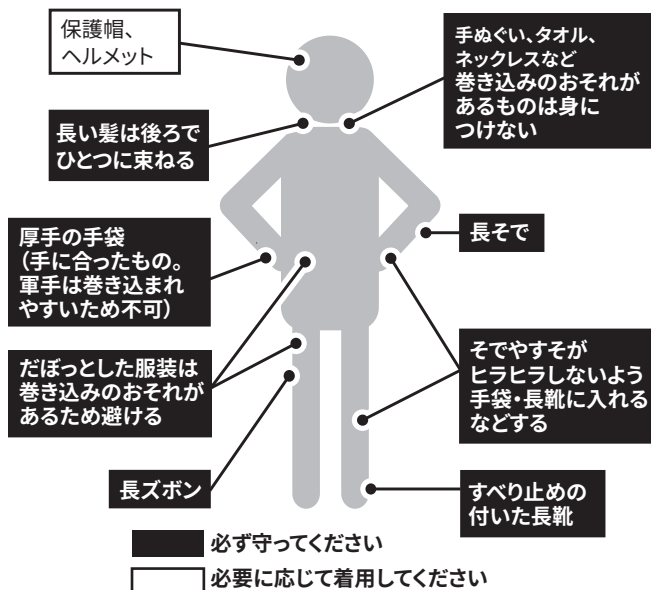 保護帽、
ヘルメット
手ぬぐい、タオル、
ネックレスなど
巻き込みのおそれが
あるものは身に
つけない
長い髪は後ろで
ひとつに束ねる
厚手の手袋
（手に合ったもの。
軍手は巻き込まれ
やすいため不可）
長そで
だぼっとした服装は
巻き込みのおそれが
あるため避ける
そでやすそが
ヒラヒラしないよう
手袋・長靴に入れる
などする
長ズボン
すべり止めの
付いた長靴
必ず守ってください
必要に応じて着用してください